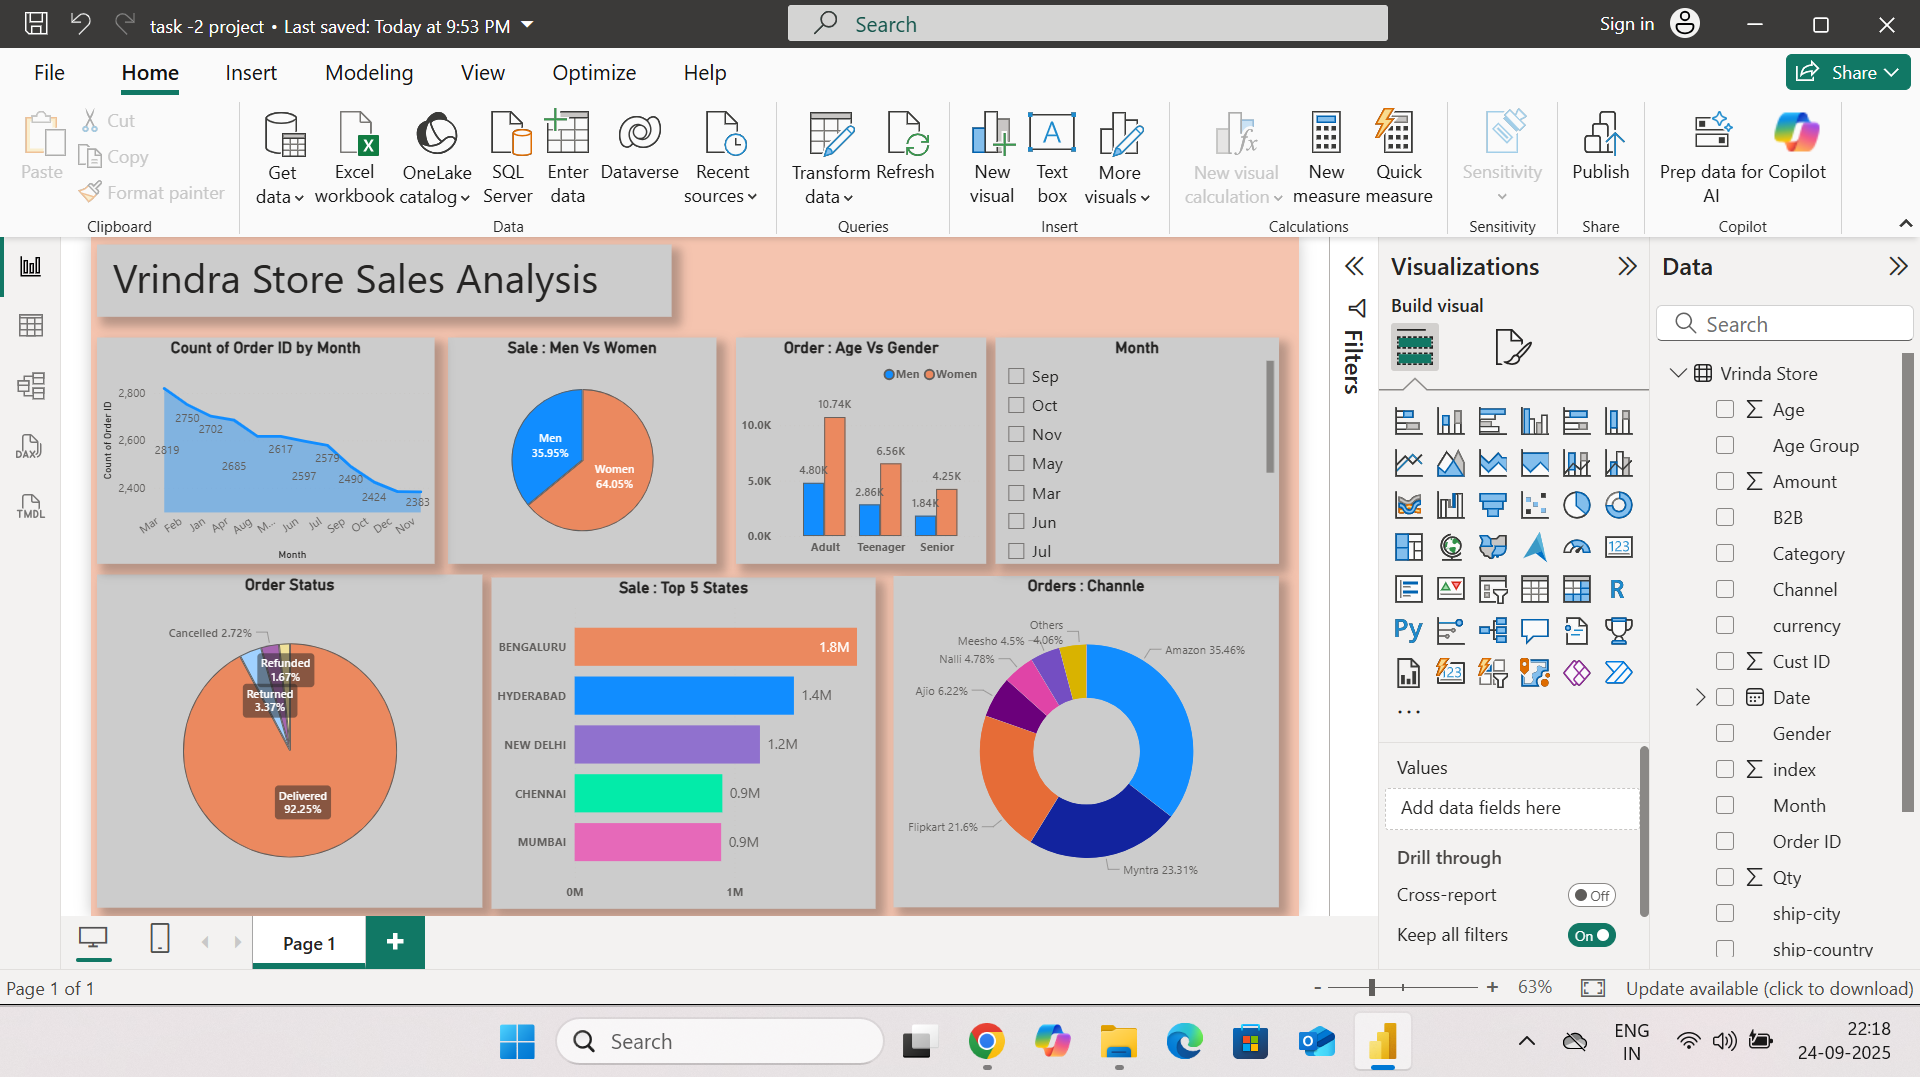 task -2 project • Last saved: Today at 9:53 PM
Search
Sign in
File
Home
Insert
Modeling
View
Optimize
Help
Share
Paste
Cut
Copy
Format painter
Clipboard
Get data
Excel workbook
OneLake catalog
SQL Server
Enter data
Dataverse
Recent sources
Data
Transform data
Refresh
Queries
New visual
Text box
More visuals
Insert
New visual calculation
New measure
Quick measure
Calculations
Sensitivity
Sensitivity
Publish
Share
Prep data for AI
Copilot
Copilot
DAX
TMDL
Vrindra Store Sales Analysis
Count of Order ID by Month
Count of Order ID
2,800
2,600
2,400
2819
2750
2702
2685
2617
2597
2579
2490
2424
2383
Mar
Feb
Jan
Apr
Aug
M...
Jun
Jul
Sep
Oct
Dec
Nov
Month
Sale : Men Vs Women
Men
35.95%
Women
64.05%
Order : Age Vs Gender
Men
Women
10.0K
5.0K
0.0K
4.80K
10.74K
2.86K
6.56K
1.84K
4.25K
Adult
Teenager
Senior
Month
Sep
Oct
Nov
May
Mar
Jun
Jul
Order Status
Cancelled 2.72%
Refunded
1.67%
Returned
3.37%
Delivered
92.25%
Sale : Top 5 States
BENGALURU
1.8M
HYDERABAD
1.4M
NEW DELHI
1.2M
CHENNAI
0.9M
MUMBAI
0.9M
0M
1M
Orders : Channle
Others
4.06%
Meesho 4.5%
Nalli 4.78%
Ajio 6.22%
Flipkart 21.6%
Myntra 23.31%
Amazon 35.46%
Filters
Visualizations
Build visual
123
R
Py
123
...
Values
Add data fields here
Drill through
Cross-report
Off
Keep all filters
On
Data
Search
Vrinda Store
Age
Age Group
Amount
B2B
Category
Channel
currency
Cust ID
Date
Gender
index
Month
Order ID
Qty
ship-city
ship-country
Page 1
Page 1 of 1
- + 63%
Update available (click to download)
Search
ENG
IN
22:18
24-09-2025